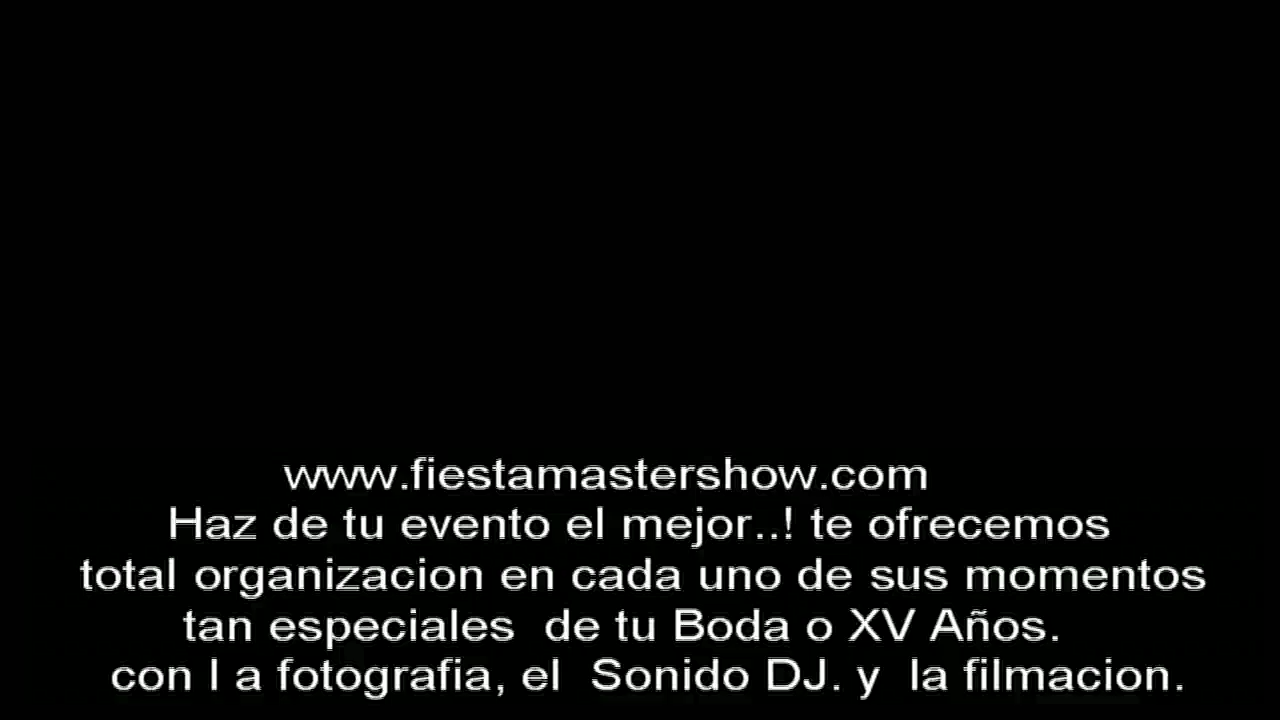 www.fiestamastershow.com
Haz de tu evento el mejor..! te ofrecemos
total organizacion en cada uno de sus momentos
tan especiales  de tu Boda o XV Años.
con l a fotografia, el  Sonido DJ. y  la filmacion.